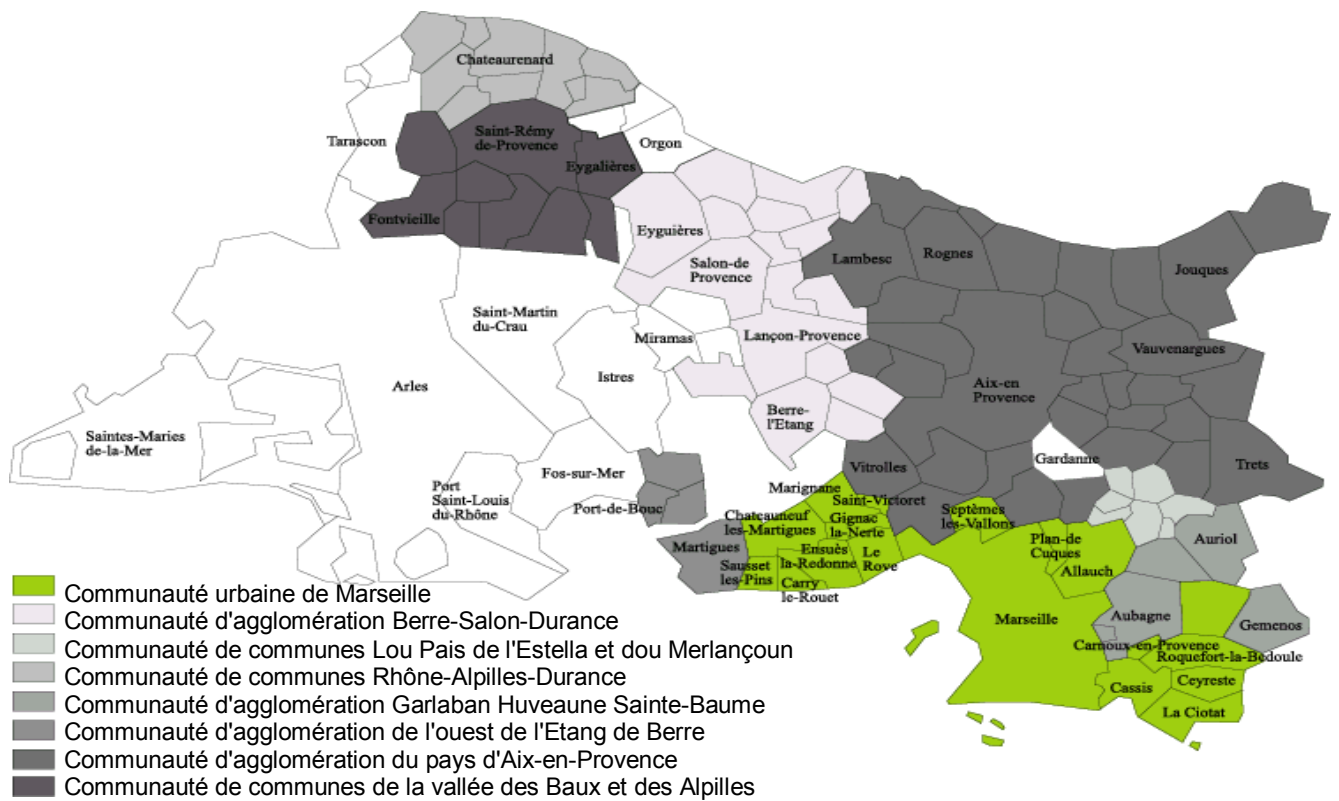 Chateaurenard
Tarascon
Saint-Rémy
de-Provence
Orgon
Eygalières
Fontvieille
Eyguières
Salon-de
Provence
Lambesc
Rognes
Jouques
Saint-Martin
du-Crau
Miramas
Lançon-Provence
Vauvenargues
Arles
Istres
Aix-en
Provence
Berre-
l'Etang
Saintes-Maries
de-la-Mer
Fos-sur-Mer
Vitrolles
Gardanne
Trets
Port
Saint-Louis
du-Rhône
Port-de-Bouc
Marignane
Saint-Victoret
Chateauneuf
les-Martigues
Gignac
la-Nerte
Septèmes
les-Vallons
Martigues
Ensuès
la-Redonne
Le
Rove
Plan-de
Cuques
Auriol
Sausset
les-Pins
Carry
le-Rouet
Allauch
Marseille
Aubagne
Gemenos
Carnoux-en-Provence
Roquefort-la-Bedoule
Cassis
Ceyreste
La Ciotat
Communauté urbaine de Marseille
Communauté d'agglomération Berre-Salon-Durance
Communauté de communes Lou Pais de l'Estella et dou Merlançoun
Communauté de communes Rhône-Alpilles-Durance
Communauté d'agglomération Garlaban Huveaune Sainte-Baume
Communauté d'agglomération de l'ouest de l'Etang de Berre
Communauté d'agglomération du pays d'Aix-en-Provence
Communauté de communes de la vallée des Baux et des Alpilles